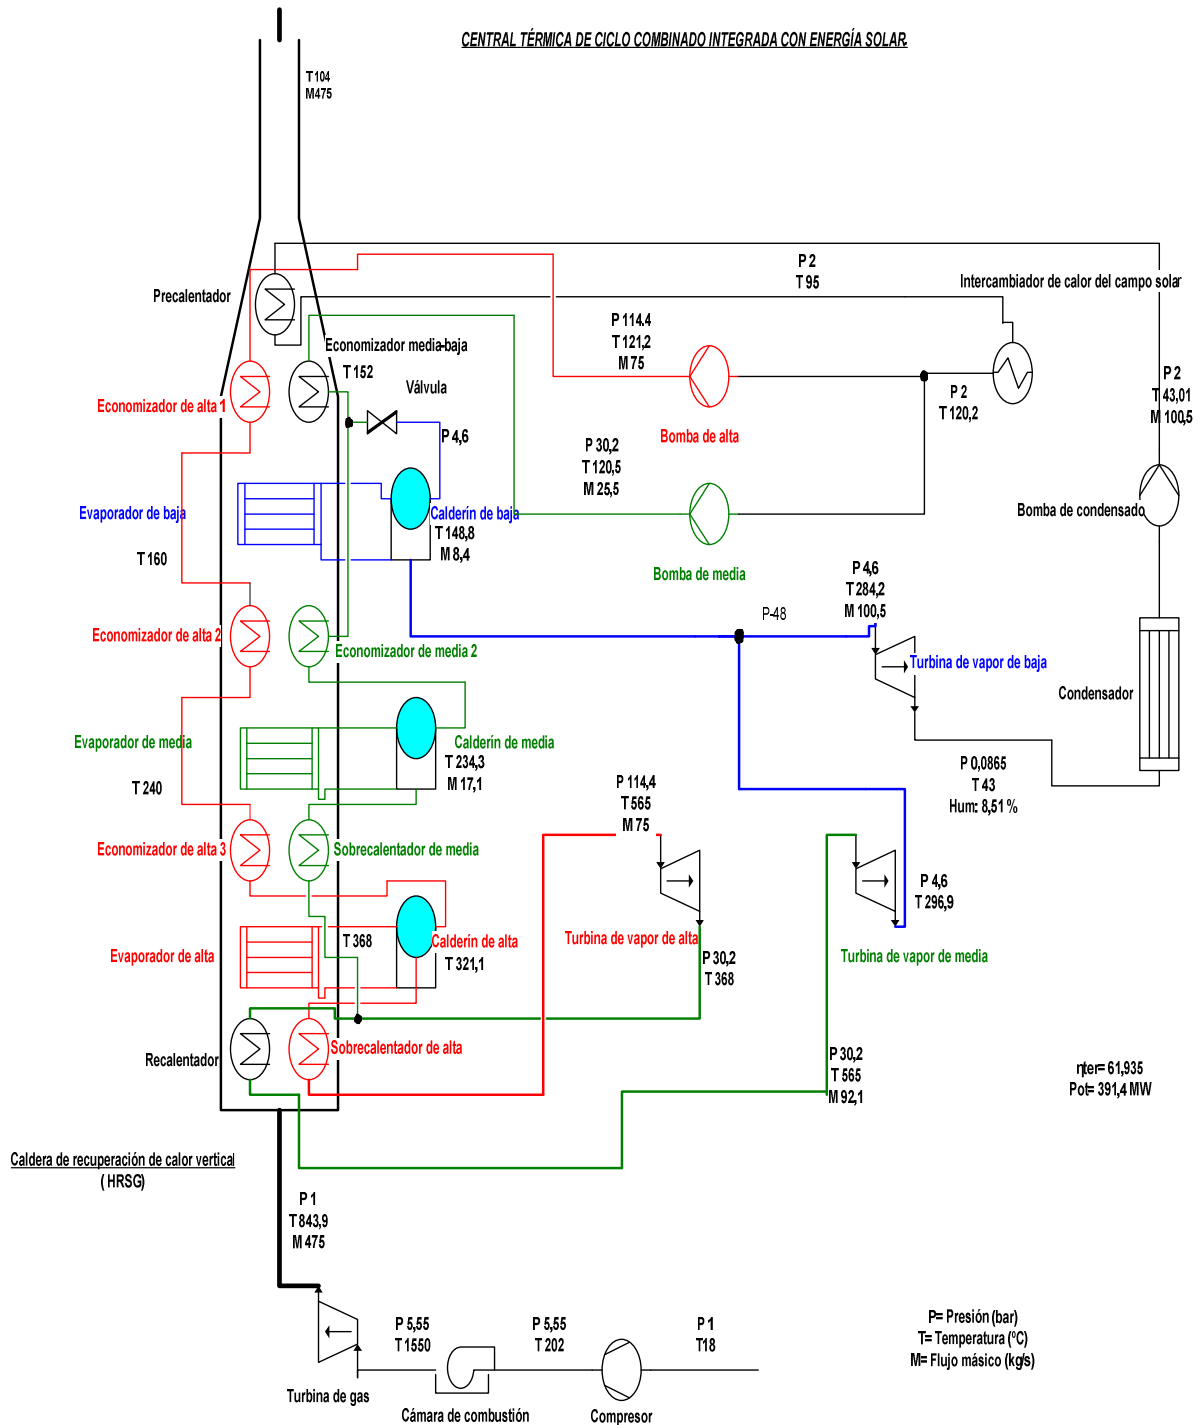 CENTRAL TÉRMICA DE CICLO COMBINADO INTEGRADA CON ENERGÍA SOLAR.
T 104
M475
P 2
T 95
Intercambiador de calor del campo solar
Precalentador
P 114.4
T 121,2
M 75
Economizador media-baja
T 152
Válvula
P 2
T 43,01
M 100,5
P 2
T 120,2
Economizador de alta 1
Bomba de alta
P 4,6
P 30,2
T 120,5
M 25,5
Evaporador de baja
Calderín de baja
T 148,8
M 8,4
Bomba de condensado
T 160
Bomba de media
P 4,6
T 284,2
M 100,5
P-48
Economizador de alta 2
Economizador de media 2
Turbina de vapor de baja
Condensador
Evaporador de media
Calderín de media
T 234,3
M 17,1
P 0,0865
T 43
Hum: 8,51 %
T 240
P 114,4
T 565
M 75
Economizador de alta 3
Sobrecalentador de media
P 4,6
T 296,9
T 368
Calderín de alta
T 321,1
Turbina de vapor de alta
Evaporador de alta
P 30,2
T 368
Turbina de vapor de media
Recalentador
Sobrecalentador de alta
P 30,2
T 565
M 92,1
ηter= 61,935
Pot= 391,4 MW
Caldera de recuperación de calor vertical
( HRSG)
P 1
T 843,9
M 475
P 5,55
T 1550
P 5,55
T 202
P 1
T18
P= Presión (bar)
T= Temperatura (ºC)
M= Flujo másico (kg/s)
Turbina de gas
Cámara de combustión
Compresor